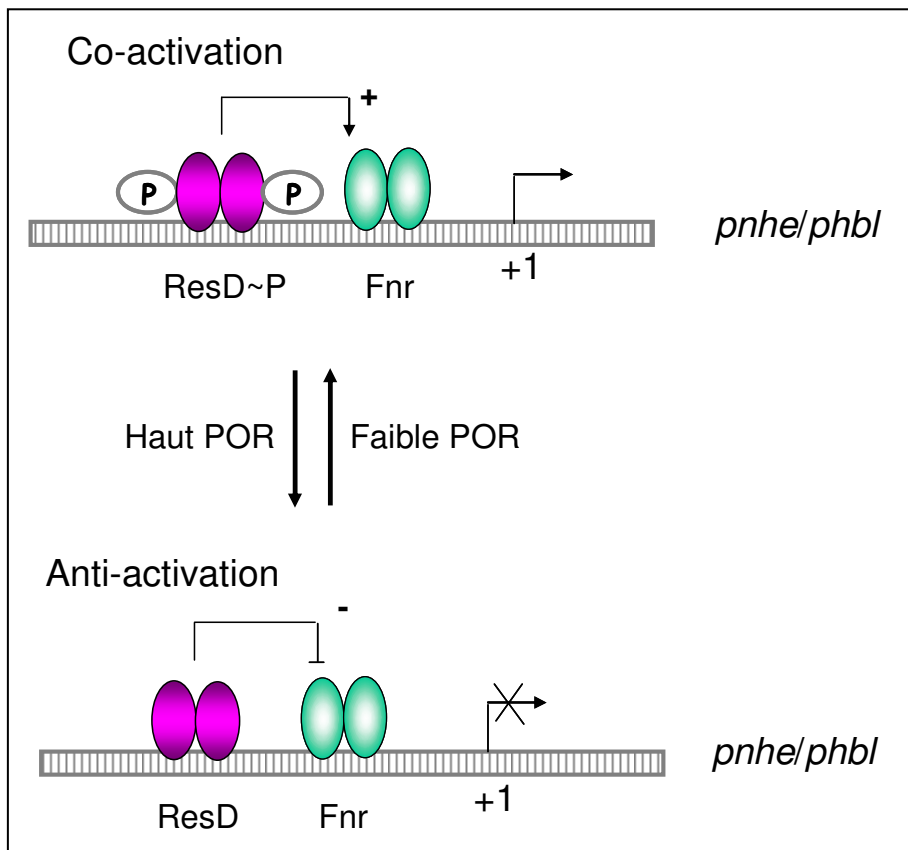 Co-activation
+
P P
pnhe/phbl
+1
ResD~P Fnr
Haut POR Faible POR
Anti-activation
-
pnhe/phbl
+1
ResD Fnr